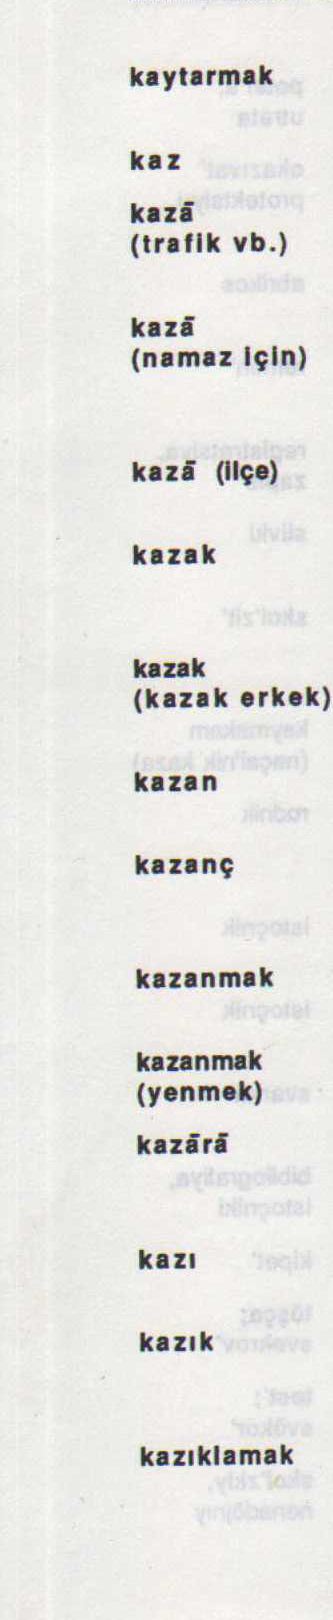 kaytarmak
kaz
kazā
(trafik vb.)
kazā
(namaz için)
kazā (ilçe)
kazak
kazak
(kazak erkek)
kazan
kazanç
kazanmak
kazanmak
(yenmek)
kazārā
kazı
kazık
kazıklamak